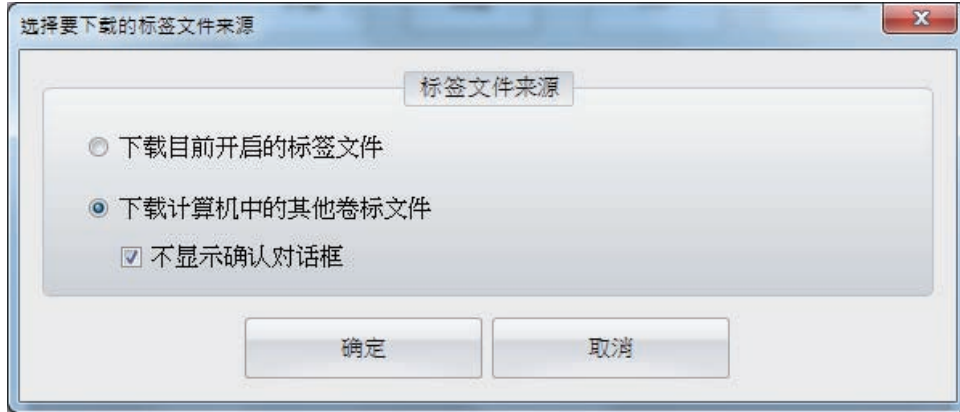 选择要下载的标签文件来源
标签文件来源
下载目前开启的标签文件
下载计算机中的其他卷标文件
不显示确认对话框
确定
取消